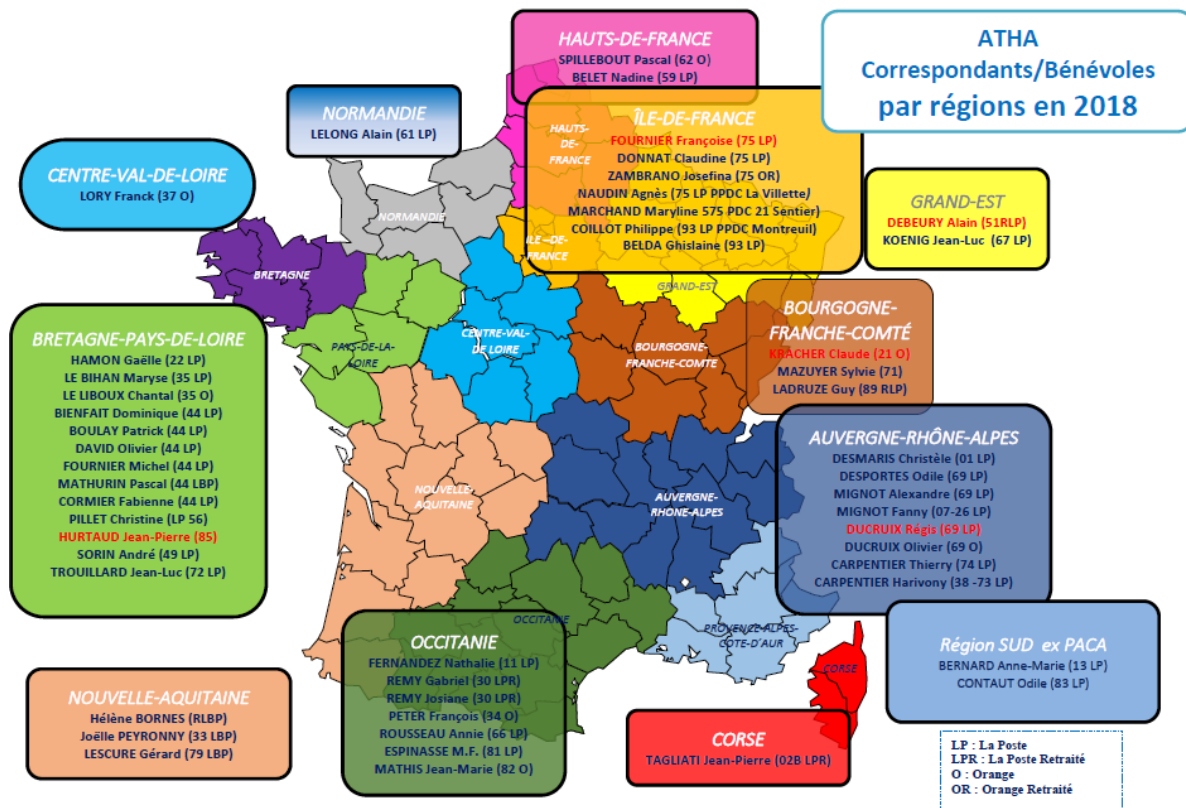 HAUTS-DE-FRANCE
SPILLEBOUT Pascal (62 O)
BELET Nadine (59 LP)
ATHA
Correspondants/Bénévoles
par régions en 2018
NORMANDIE
LELONG Alain (61 LP)
ÎLE-DE-FRANCE
FOURNIER Françoise (75 LP)
DONNAT Claudine (75 LP)
ZAMBRANO Josefina (75 OR)
NAUDIN Agnès (75 LP PPDC La Villette)
MARCHAND Maryline 575 PDC 21 Sentier)
COILLOT Philippe (93 LP PPDC Montreuil)
BELDA Ghislaine (93 LP)
HAUTS-
DE-
FRANCE
CENTRE-VAL-DE-LOIRE
LORY Franck (37 O)
GRAND-EST
DEBEURY Alain (51RLP)
KOENIG Jean-Luc (67 LP)
NORMANDIE
ILE –DE-
FRANCE
BRETAGNE
GRAND-EST
BOURGOGNE-
FRANCHE-COMTÉ
KRACHER Claude (21 O)
MAZUYER Sylvie (71)
LADRUZE Guy (89 RLP)
BRETAGNE-PAYS-DE-LOIRE
HAMON Gaëlle (22 LP)
LE BIHAN Maryse (35 LP)
LE LIBOUX Chantal (35 O)
BIENFAIT Dominique (44 LP)
BOULAY Patrick (44 LP)
DAVID Olivier (44 LP)
FOURNIER Michel (44 LP)
MATHURIN Pascal (44 LBP)
CORMIER Fabienne (44 LP)
PILLET Christine (LP 56)
HURTAUD Jean-Pierre (85)
SORIN André (49 LP)
TROUILLARD Jean-Luc (72 LP)
PAYS-DE-LA-
LOIRE
CENTRE-VAL-
DE LOIRE
BOURGOGNE-
FRANCHE-COMTE
AUVERGNE-RHÔNE-ALPES
DESMARIS Christèle (01 LP)
DESPORTES Odile (69 LP)
MIGNOT Alexandre (69 LP)
MIGNOT Fanny (07-26 LP)
DUCRUIX Régis (69 LP)
DUCRUIX Olivier (69 O)
CARPENTIER Thierry (74 LP)
CARPENTIER Harivony (38 -73 LP)
NOUVELLE-
AQUITAINE
AUVERGNE-
RHONE-ALPES
OCCITANIE
PROVENCE-ALPES-
COTE-D'AUR
CORSE
Région SUD ex PACA
BERNARD Anne-Marie (13 LP)
CONTAUT Odile (83 LP)
OCCITANIE
FERNANDEZ Nathalie (11 LP)
REMY Gabriel (30 LPR)
REMY Josiane (30 LPR)
PETER François (34 O)
ROUSSEAU Annie (66 LP)
ESPINASSE M.F. (81 LP)
MATHIS Jean-Marie (82 O)
NOUVELLE-AQUITAINE
Hélène BORNES (RLBP)
Joëlle PEYRONNY (33 LBP)
LESCURE Gérard (79 LBP)
CORSE
TAGLIATI Jean-Pierre (02B LPR)
LP : La Poste
LPR : La Poste Retraité
O : Orange
OR : Orange Retraité